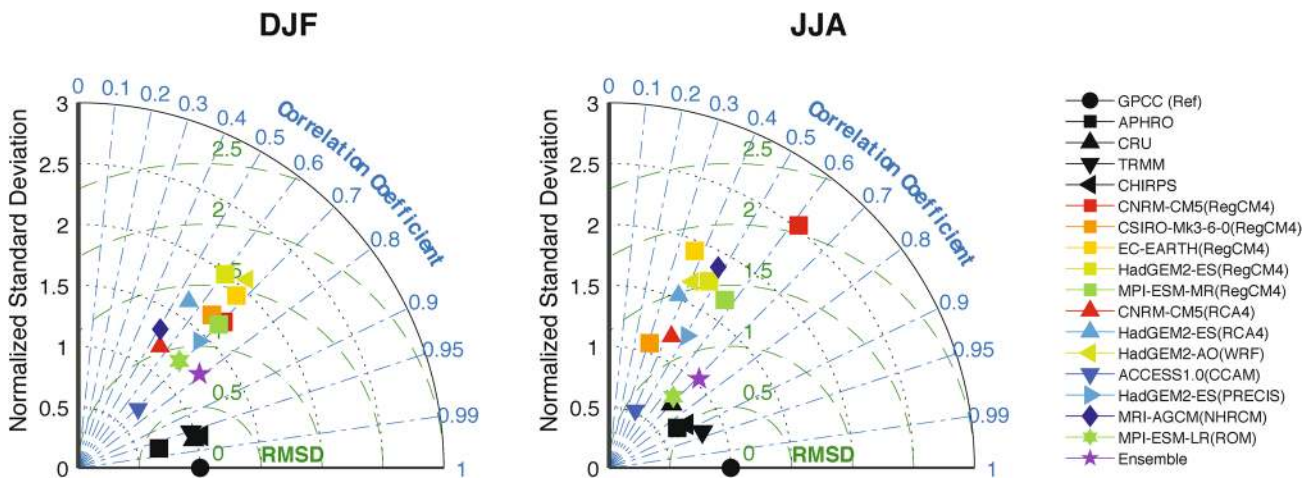 DJF
Normalized Standard Deviation
3
2.5
2
1.5
1
0.5
0
0 0.1 0.2 0.3 0.4 0.5 0.6 0.7 0.8 0.9 0.95 0.99 1
Correlation Coefficient
2.5
2
1.5
1
0.5
0
RMSD
JJA
Normalized Standard Deviation
3
2.5
2
1.5
1
0.5
0
0 0.1 0.2 0.3 0.4 0.5 0.6 0.7 0.8 0.9 0.95 0.99 1
Correlation Coefficient
2.5
2
1.5
1
0.5
0
RMSD
GPCC (Ref)
APHRO
CRU
TRMM
CHIRPS
CNRM-CM5(RegCM4)
CSIRO-Mk3-6-0(RegCM4)
EC-EARTH(RegCM4)
HadGEM2-ES(RegCM4)
MPI-ESM-MR(RegCM4)
CNRM-CM5(RCA4)
HadGEM2-ES(RCA4)
HadGEM2-AO(WRF)
ACCESS1.0(CCAM)
HadGEM2-ES(PRECIS)
MRI-AGCM(NHRCM)
MPI-ESM-LR(ROM)
Ensemble